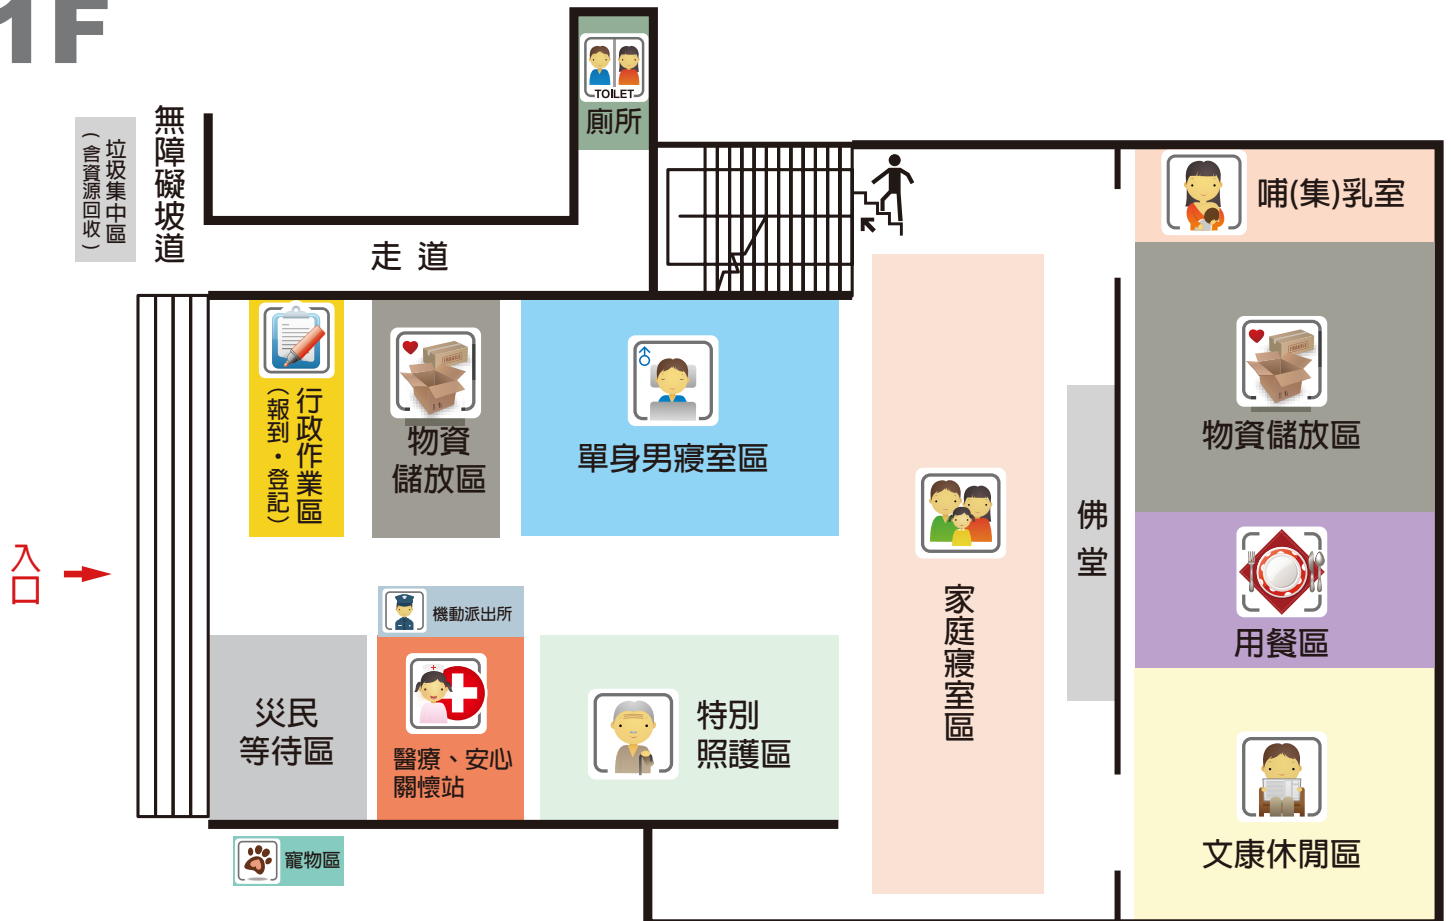 1F
TOILET
廁所
無障礙坡道
垃圾集中區
(含資源回收)
走道
哺(集)乳室
行政作業區
(報到・登記)
物資
儲放區
單身男寢室區
物資儲放區
佛堂
入口
機動派出所
家庭寢室區
用餐區
災民
等待區
醫療、安心
關懷站
特別
照護區
寵物區
文康休閒區